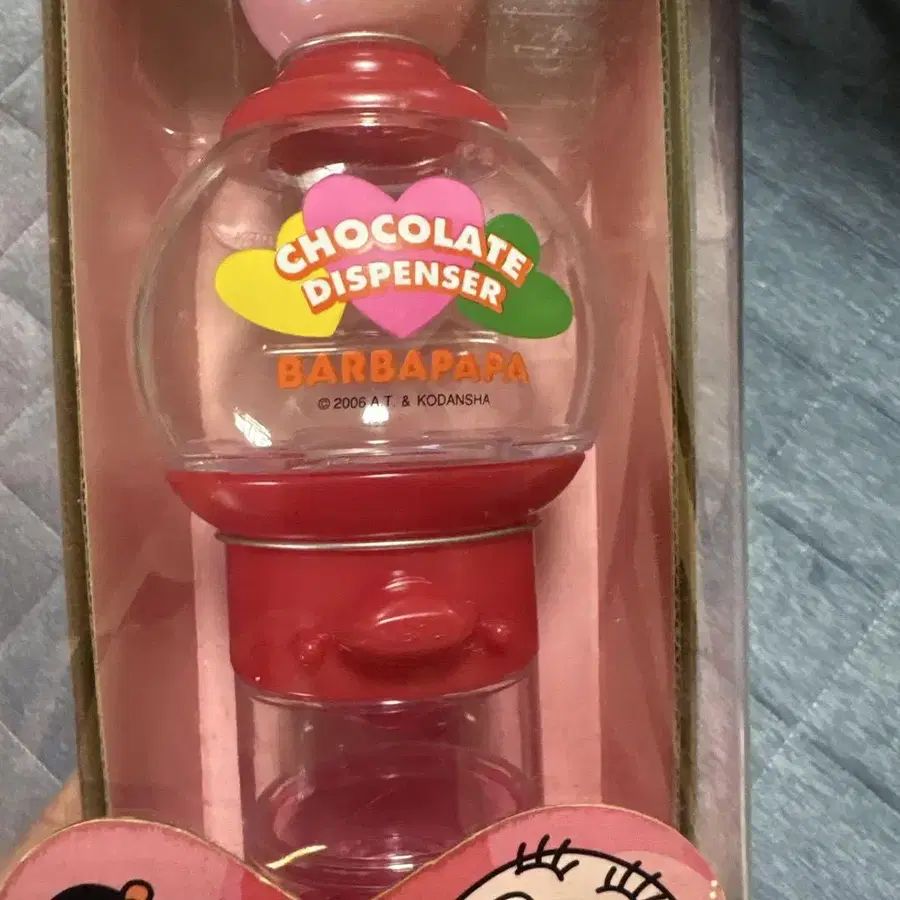 CHOCOLATE
DISPENSER
BARBAPAPA
© 2006 A.T. & KODANSHA